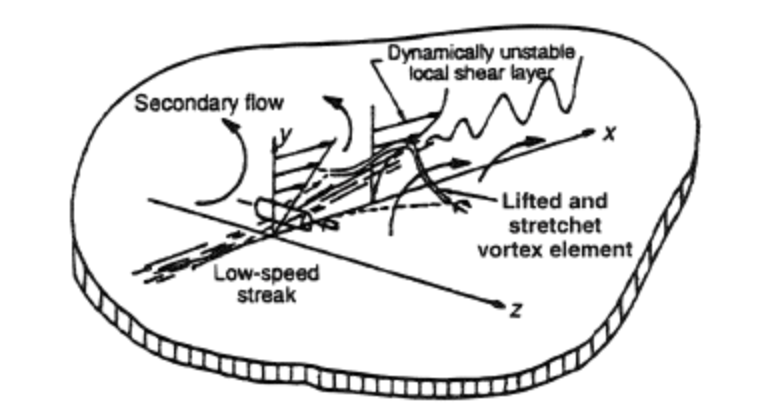 Dynamically unstable
local shear layer
Secondary flow
y
x
Lifted and
stretchet
vortex element
Low-speed
streak
z